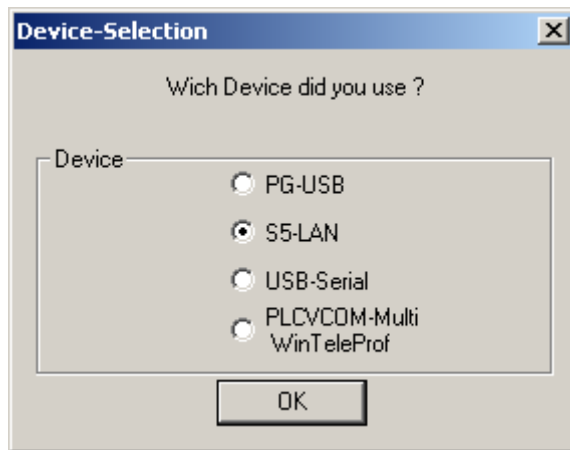 Device-Selection
Wich Device did you use ?
Device
PG-USB
S5-LAN
USB-Serial
PLCVCOM-Multi
WinTeleProf
OK